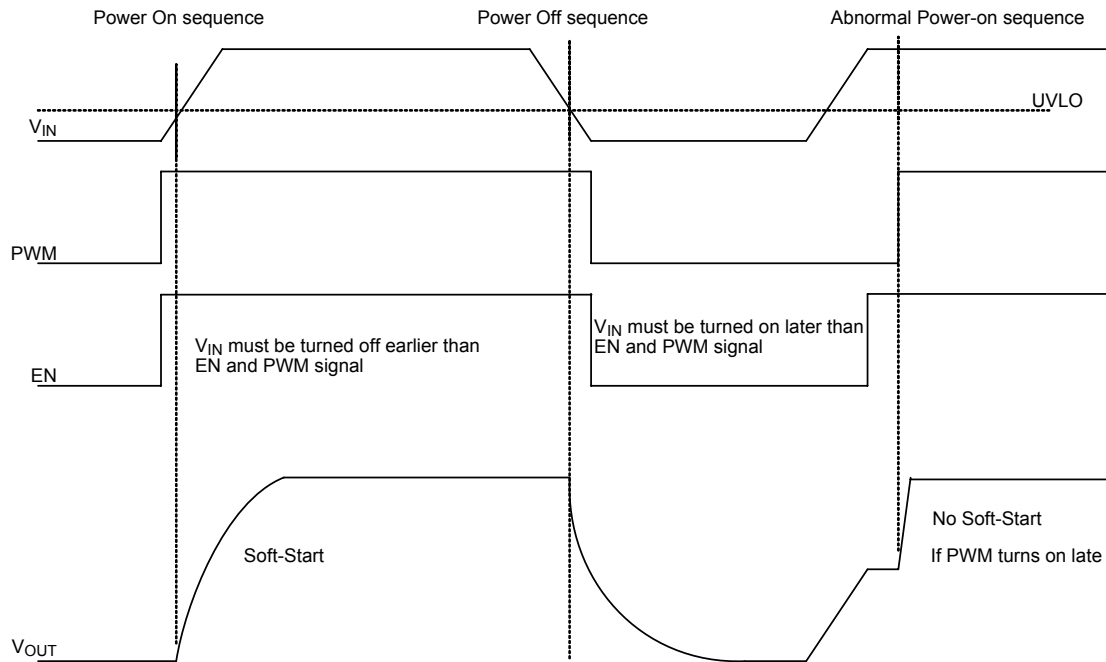 Power On sequence
Power Off sequence
Abnormal Power-on sequence
UVLO
VIN
PWM
VIN must be turned off earlier than
EN and PWM signal
VIN must be turned on later than
EN and PWM signal
EN
Soft-Start
No Soft-Start
If PWM turns on late
VOUT